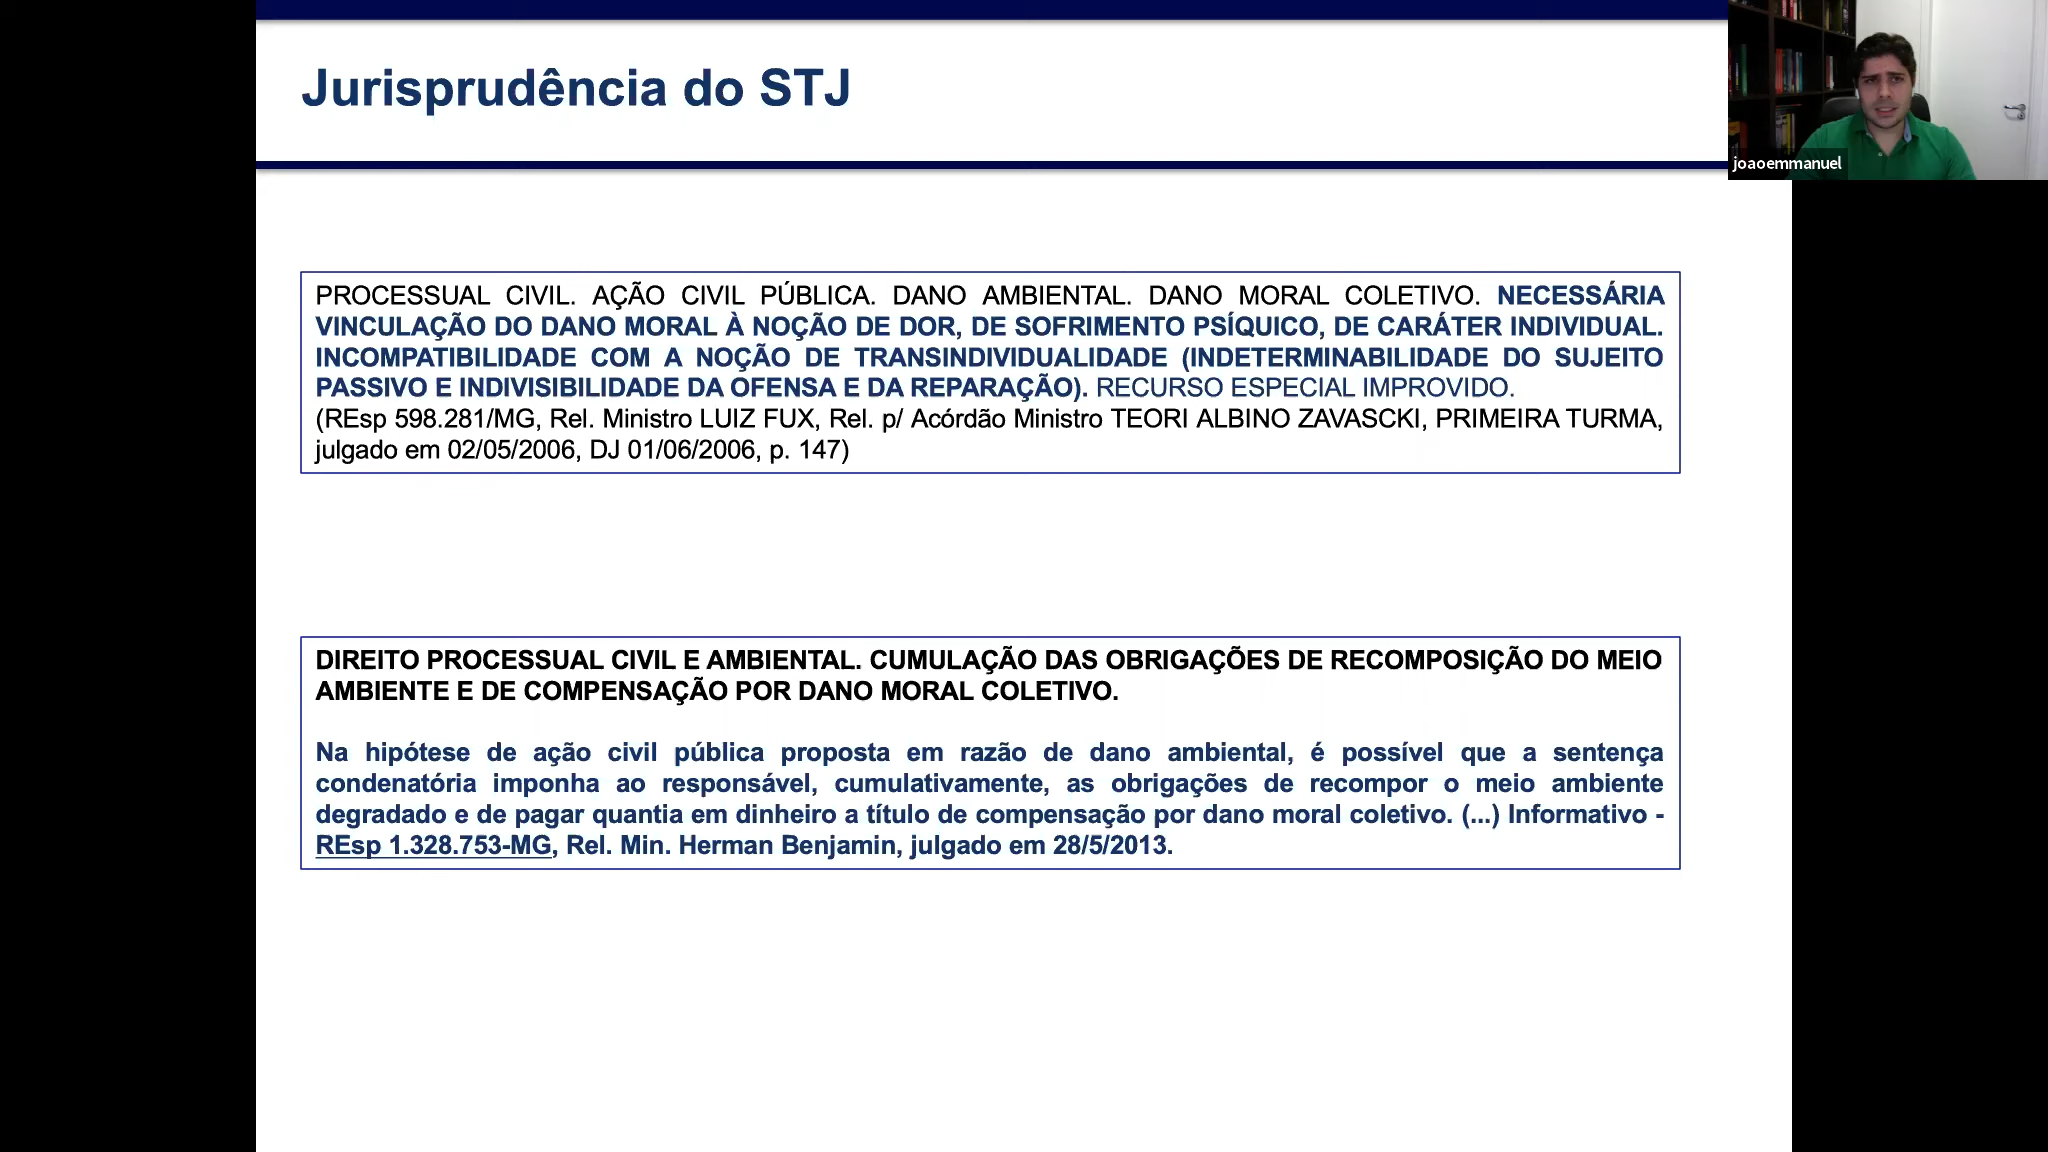 Jurisprudência do STJ
joaoemmanuel
PROCESSUAL CIVIL. AÇÃO CIVIL PÚBLICA. DANO AMBIENTAL. DANO MORAL COLETIVO. NECESSÁRIA
VINCULAÇÃO DO DANO MORAL À NOÇÃO DE DOR, DE SOFRIMENTO PSÍQUICO, DE CARÁTER INDIVIDUAL.
INCOMPATIBILIDADE COM A NOÇÃO DE TRANSINDIVIDUALIDADE (INDETERMINABILIDADE DO SUJEITO
PASSIVO E INDIVISIBILIDADE DA OFENSA E DA REPARAÇÃO). RECURSO ESPECIAL IMPROVIDO.
(REsp 598.281/MG, Rel. Ministro LUIZ FUX, Rel. p/ Acórdão Ministro TEORI ALBINO ZAVASCKI, PRIMEIRA TURMA,
julgado em 02/05/2006, DJ 01/06/2006, p. 147)
DIREITO PROCESSUAL CIVIL E AMBIENTAL. CUMULAÇÃO DAS OBRIGAÇÕES DE RECOMPOSIÇÃO DO MEIO
AMBIENTE E DE COMPENSAÇÃO POR DANO MORAL COLETIVO.
Na hipótese de ação civil pública proposta em razão de dano ambiental, é possível que a sentença
condenatória imponha ao responsável, cumulativamente, as obrigações de recompor o meio ambiente
degradado e de pagar quantia em dinheiro a título de compensação por dano moral coletivo. (...) Informativo -
REsp 1.328.753-MG, Rel. Min. Herman Benjamin, julgado em 28/5/2013.